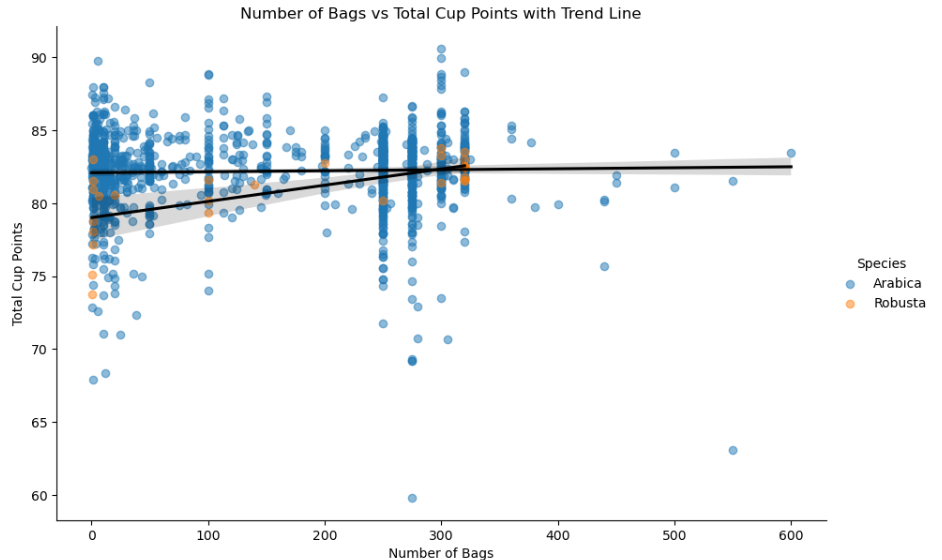 Number of Bags vs Total Cup Points with Trend Line
Total Cup Points
90
85
80
75
70
65
60
0 100 200 300 400 500 600
Number of Bags
Species
Arabica
Robusta